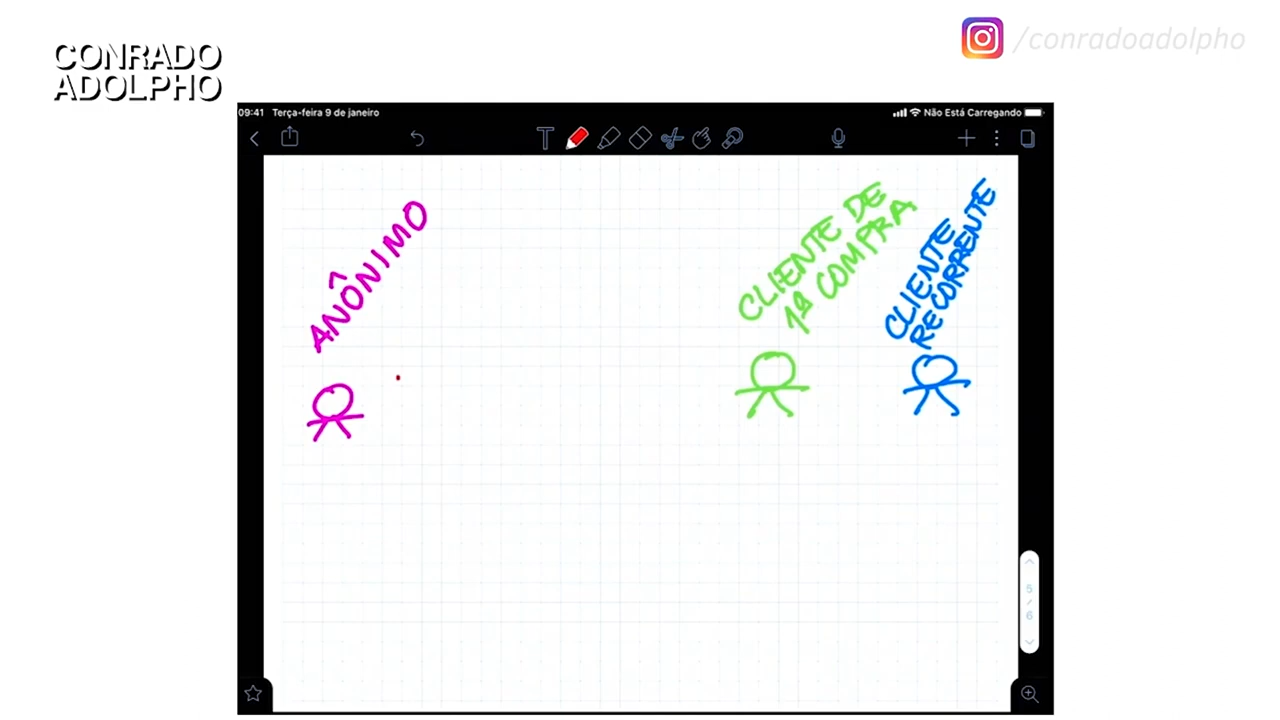 CONRADO
ADOLPHO
/conradoadolpho
09:41 Terça-feira 9 de janeiro
Não Está Carregando
T
ANÔNIMO
CLIENTE DE
1ª COMPRA
CLIENTE
RECORRENTE
5
/
6